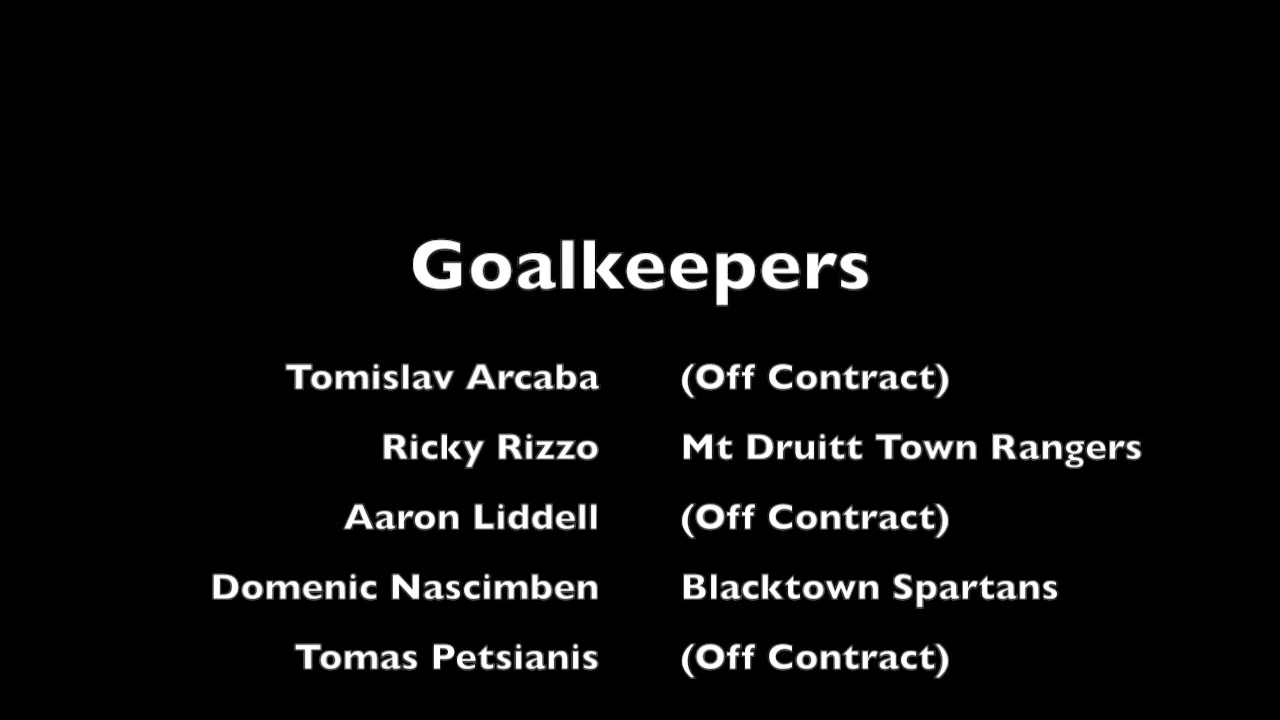 Goalkeepers
Tomislav Arcaba (Off Contract)
Ricky Rizzo Mt Druitt Town Rangers
Aaron Liddell (Off Contract)
Domenic Nascimben Blacktown Spartans
Tomas Petsianis (Off Contract)